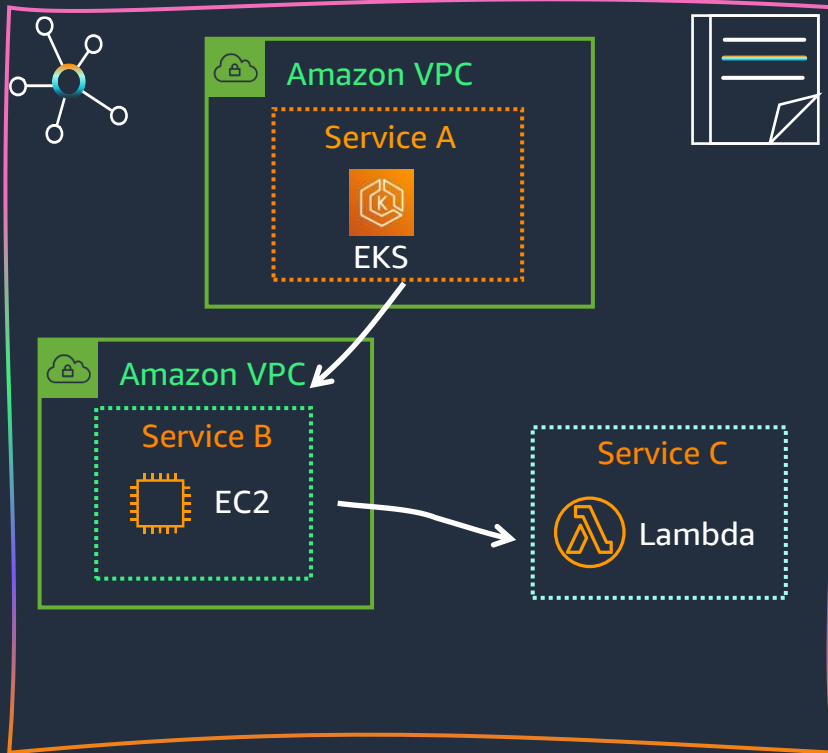 Amazon VPC
Service A
K
EKS
Amazon VPC
Service B
EC2
Service C
Lambda